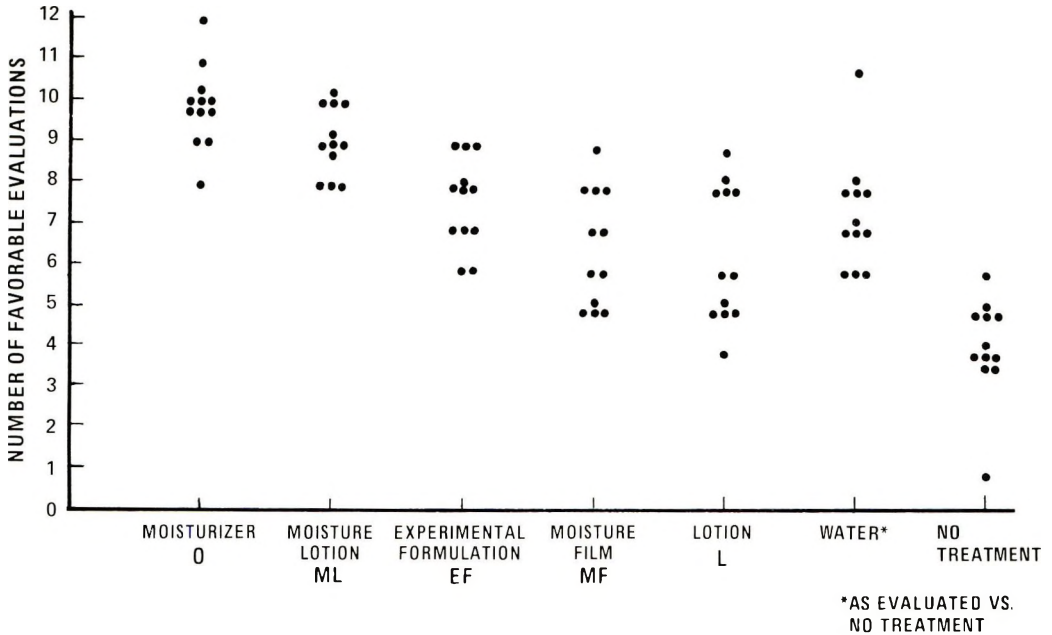 NUMBER OF FAVORABLE EVALUATIONS
12
11
10
9
8
7
6
5
4
3
2
1
0
MOISTURIZER
O
MOISTURE
LOTION
ML
EXPERIMENTAL
FORMULATION
EF
MOISTURE
FILM
MF
LOTION
L
WATER*
NO
TREATMENT
*AS EVALUATED VS.
NO TREATMENT